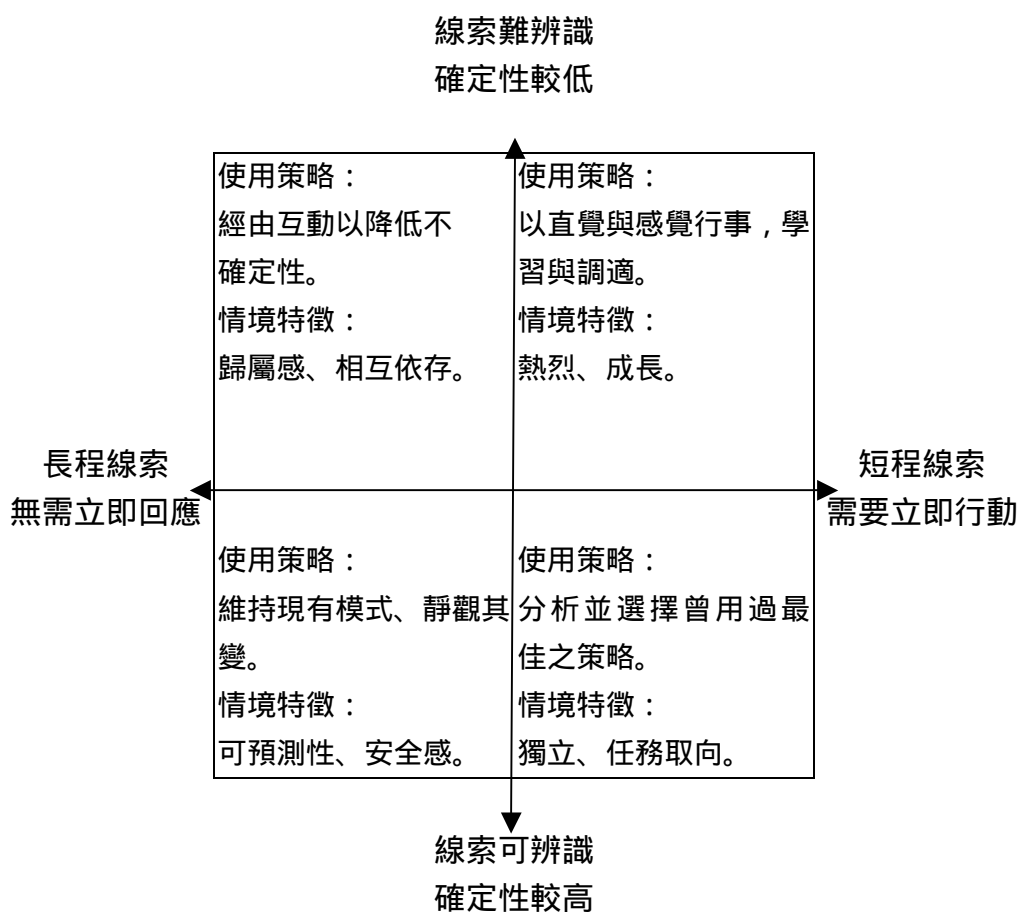 線索難辨識
確定性較低
使用策略：
經由互動以降低不
確定性。
情境特徵：
歸屬感、相互依存。
使用策略：
以直覺與感覺行事，學
習與調適。
情境特徵：
熱烈、成長。
長程線索
無需立即回應
短程線索
需要立即行動
使用策略：
維持現有模式、靜觀其
變。
情境特徵：
可預測性、安全感。
使用策略：
分析並選擇曾用過最
佳之策略。
情境特徵：
獨立、任務取向。
線索可辨識
確定性較高